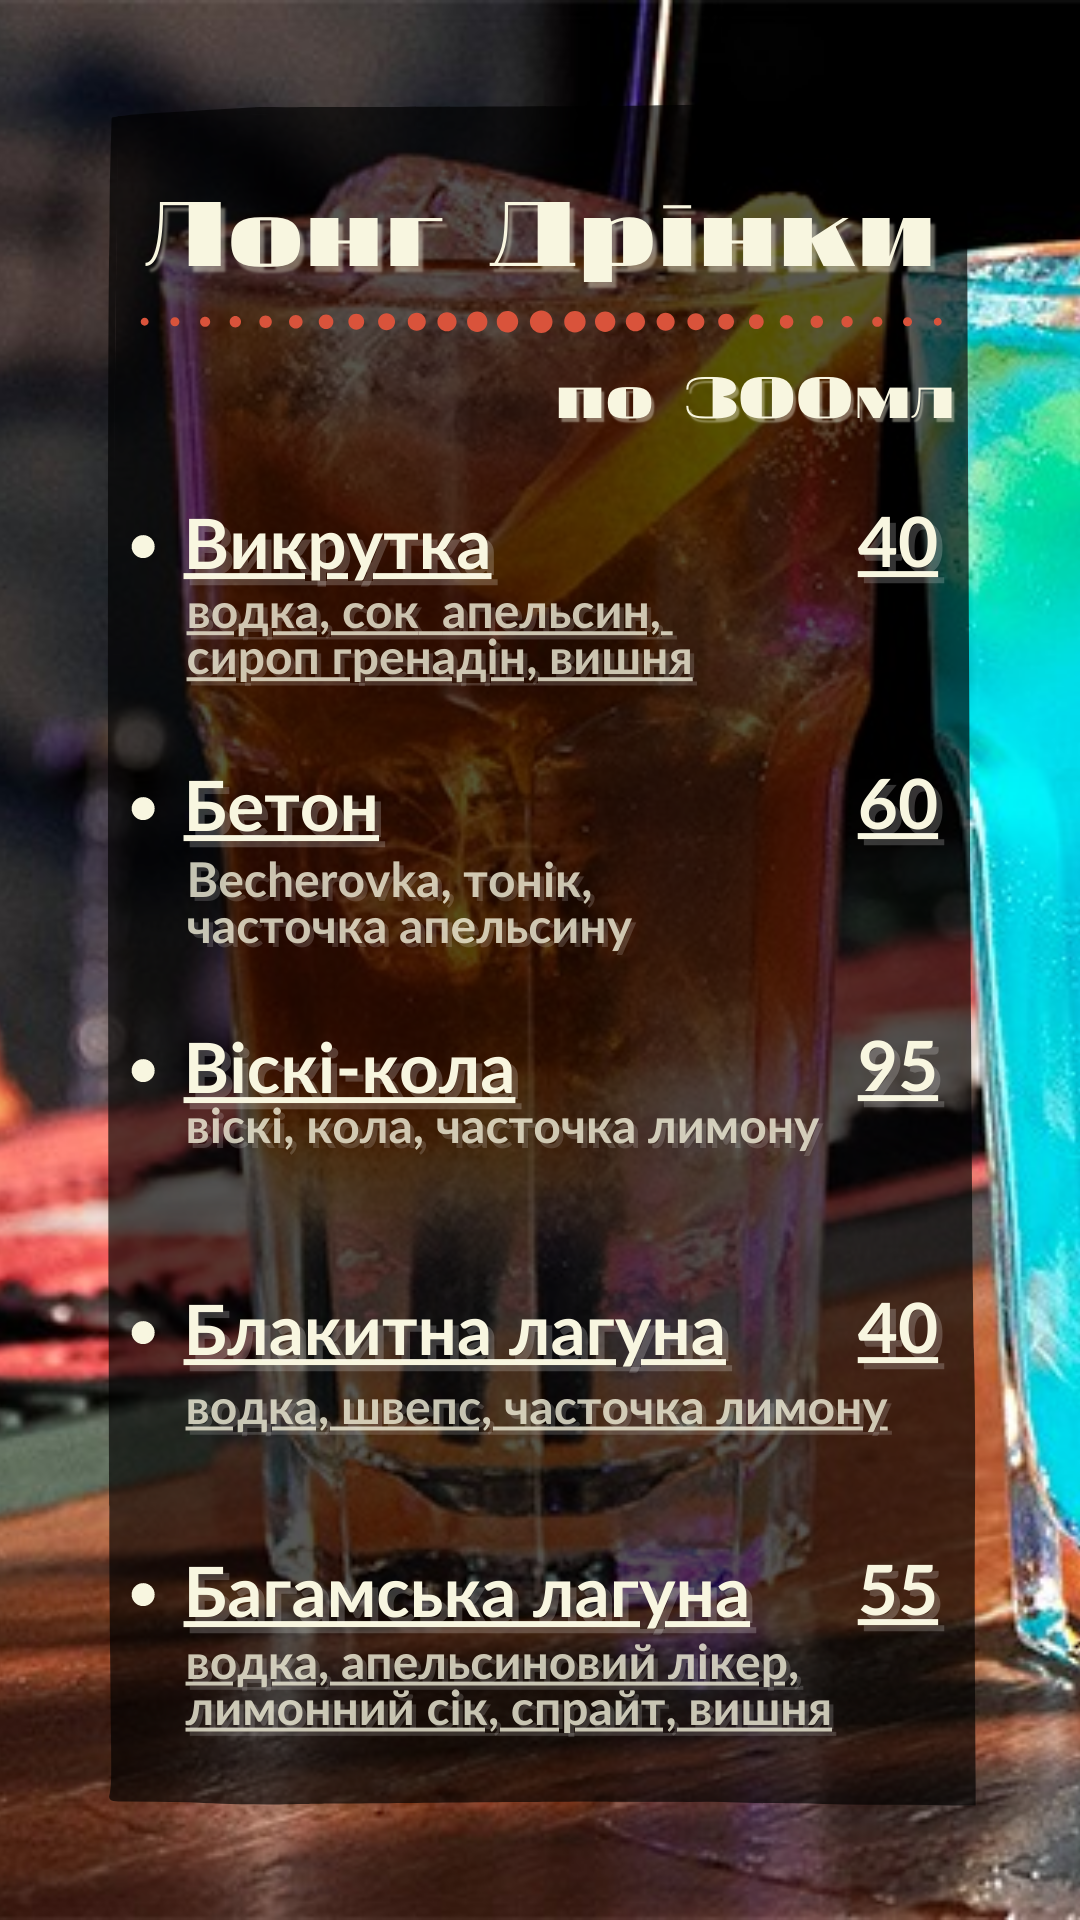 Лонг Дрінки
по 300мл
• Викрутка 40
водка, сок апельсин,
сироп гренадін, вишня
• Бетон 60
Becherovka, тонік,
часточка апельсину
• Віскі-кола 95
віскі, кола, часточка лимону
• Блакитна лагуна 40
водка, швепс, часточка лимону
• Багамська лагуна 55
водка, апельсиновий лікер,
лимонний сік, спрайт, вишня